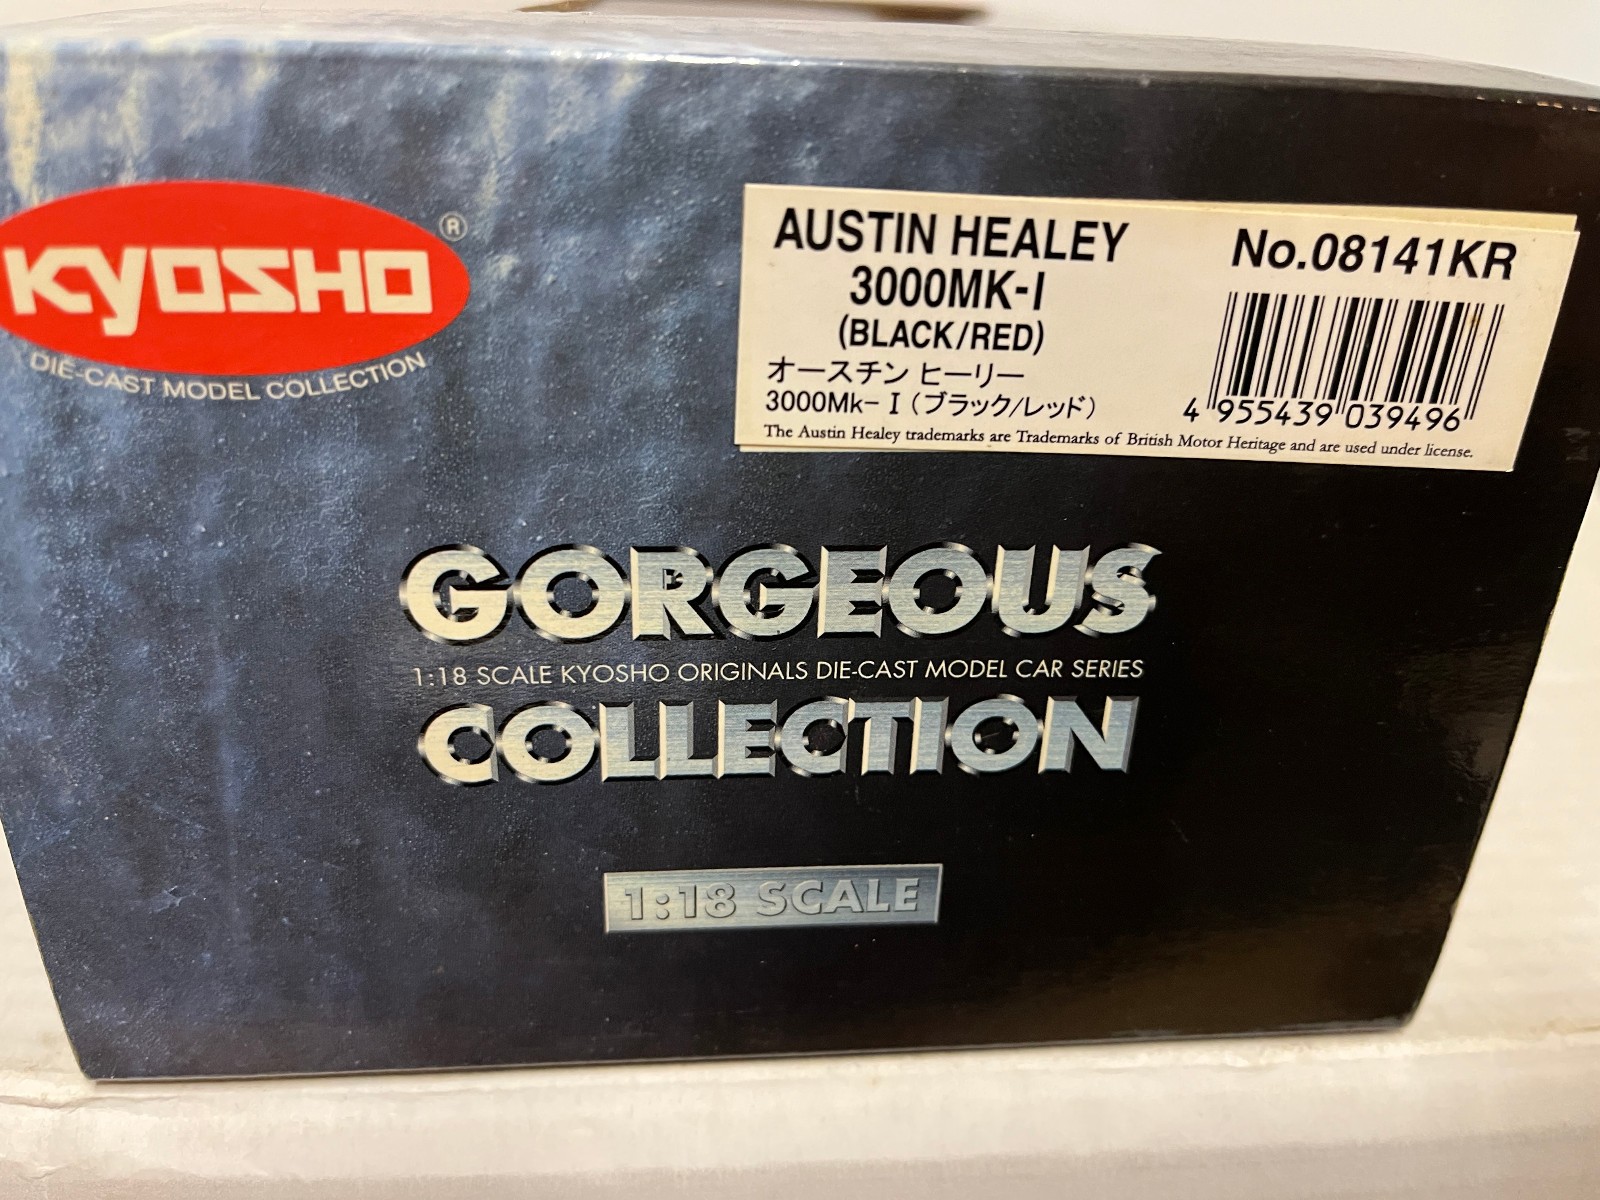 KYOSHO ®
DIE-CAST MODEL COLLECTION
AUSTIN HEALEY
3000MK-I
(BLACK/RED)
オースチン ヒーリー
3000Mk-I(ブラック/レッド)
No.08141KR
4 955439 039496
The Austin Healey trademarks are Trademarks of British Motor Heritage and are used under license.
GORGEOUS
1:18 SCALE KYOSHO ORIGINALS DIE-CAST MODEL CAR SERIES
COLLECTION
1:18 SCALE